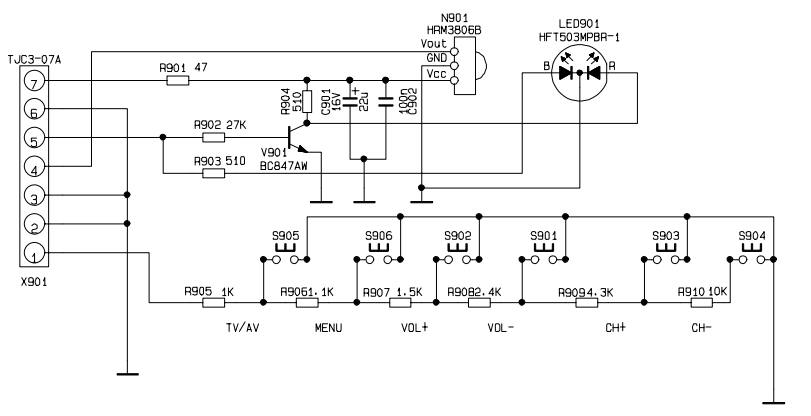 N901
HRM3806B
LED901
HFT503MPBR-1
Vout
GND
Vcc
B
R
TJC3-07A
7
6
5
4
3
2
1
X901
R901 47
R904
510
C901
16V
22u
+
100n
C902
R902 27K
V901
BC847AW
R903 510
S905
S906
S902
S901
S903
S904
R905 1K
R906 1.1K
R907 1.5K
R908 2.4K
R909 4.3K
R910 10K
TV/AV
MENU
VOL+
VOL-
CH+
CH-